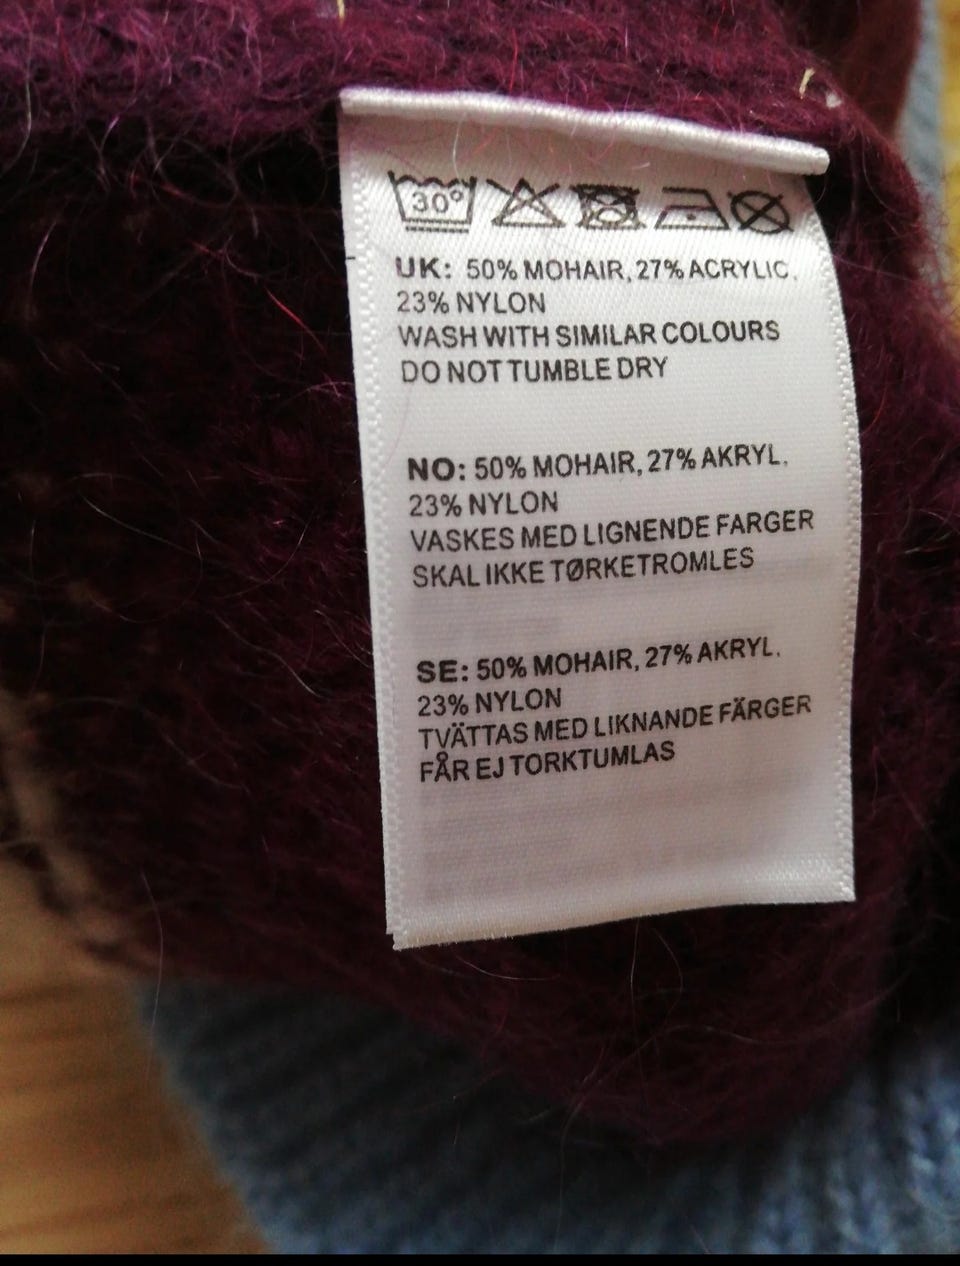 30°
UK: 50% MOHAIR, 27% ACRYLIC,
23% NYLON
WASH WITH SIMILAR COLOURS
DO NOT TUMBLE DRY
NO: 50% MOHAIR, 27% AKRYL,
23% NYLON
VASKES MED LIGNENDE FARGER
SKAL IKKE TØRKETROMLES
SE: 50% MOHAIR, 27% AKRYL,
23% NYLON
TVÄTTAS MED LIKNANDE FÄRGER
FÅR EJ TORKTUMLAS